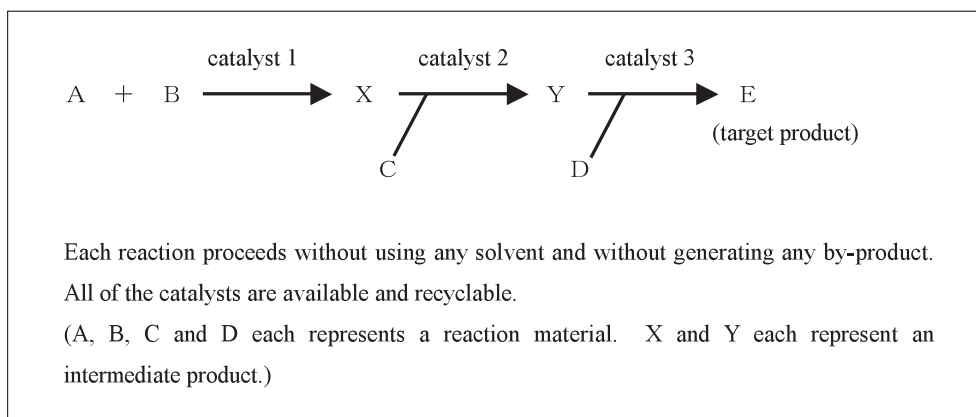 catalyst 1 catalyst 2 catalyst 3
A + B X Y E
(target product)
C D
Each reaction proceeds without using any solvent and without generating any by-product.
All of the catalysts are available and recyclable.
(A, B, C and D each represents a reaction material. X and Y each represent an
intermediate product.)